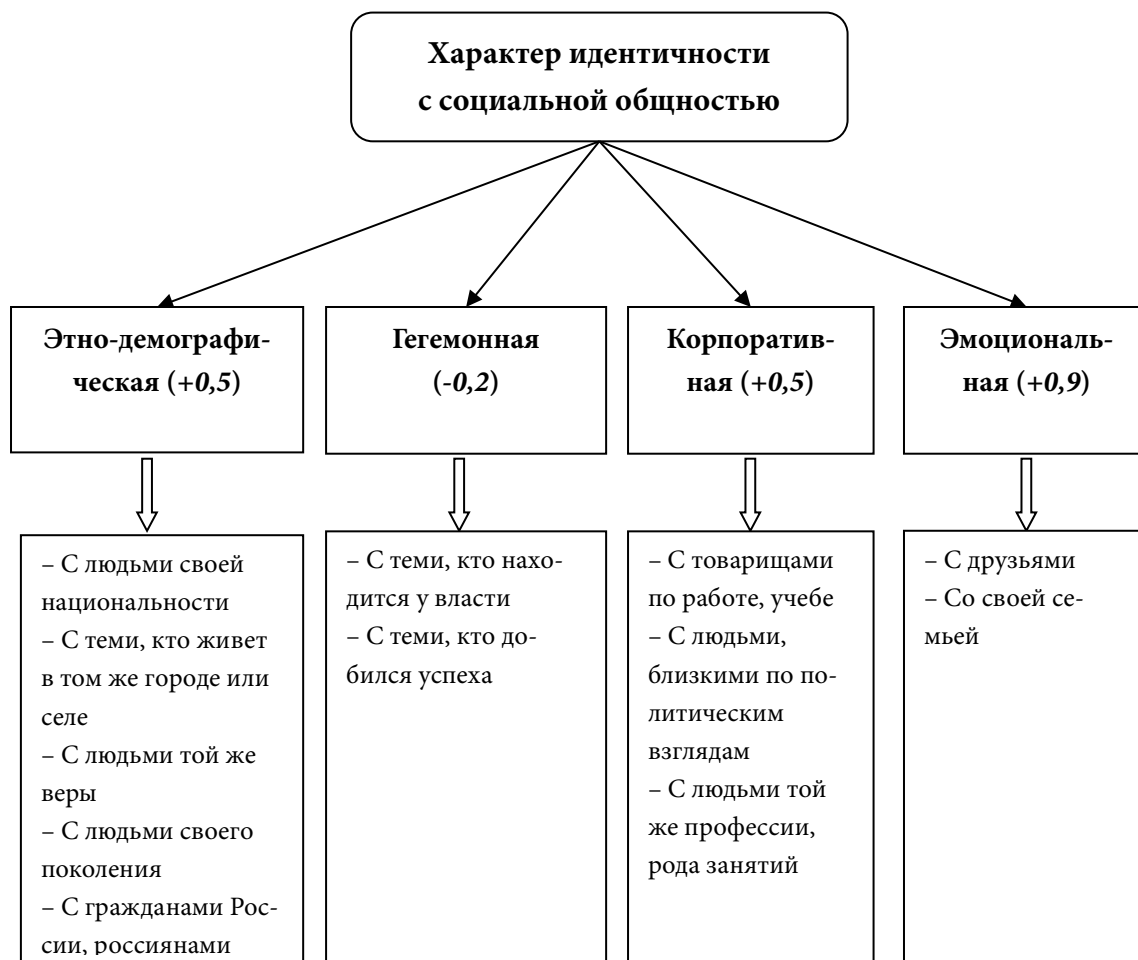 Характер идентичности
с социальной общностью
Этно-демографи-
ческая (+0,5)
Гегемонная
(-0,2)
Корпоратив-
ная (+0,5)
Эмоциональ-
ная (+0,9)
– С людьми своей
национальности
– С теми, кто живет
в том же городе или
селе
– С людьми той же
веры
– С людьми своего
поколения
– С гражданами Рос-
сии, россиянами
– С теми, кто нахо-
дится у власти
– С теми, кто до-
бился успеха
– С товарищами
по работе, учебе
– С людьми,
близкими по по-
литическим
взглядам
– С людьми той
же профессии,
рода занятий
– С друзьями
– Со своей се-
мьей